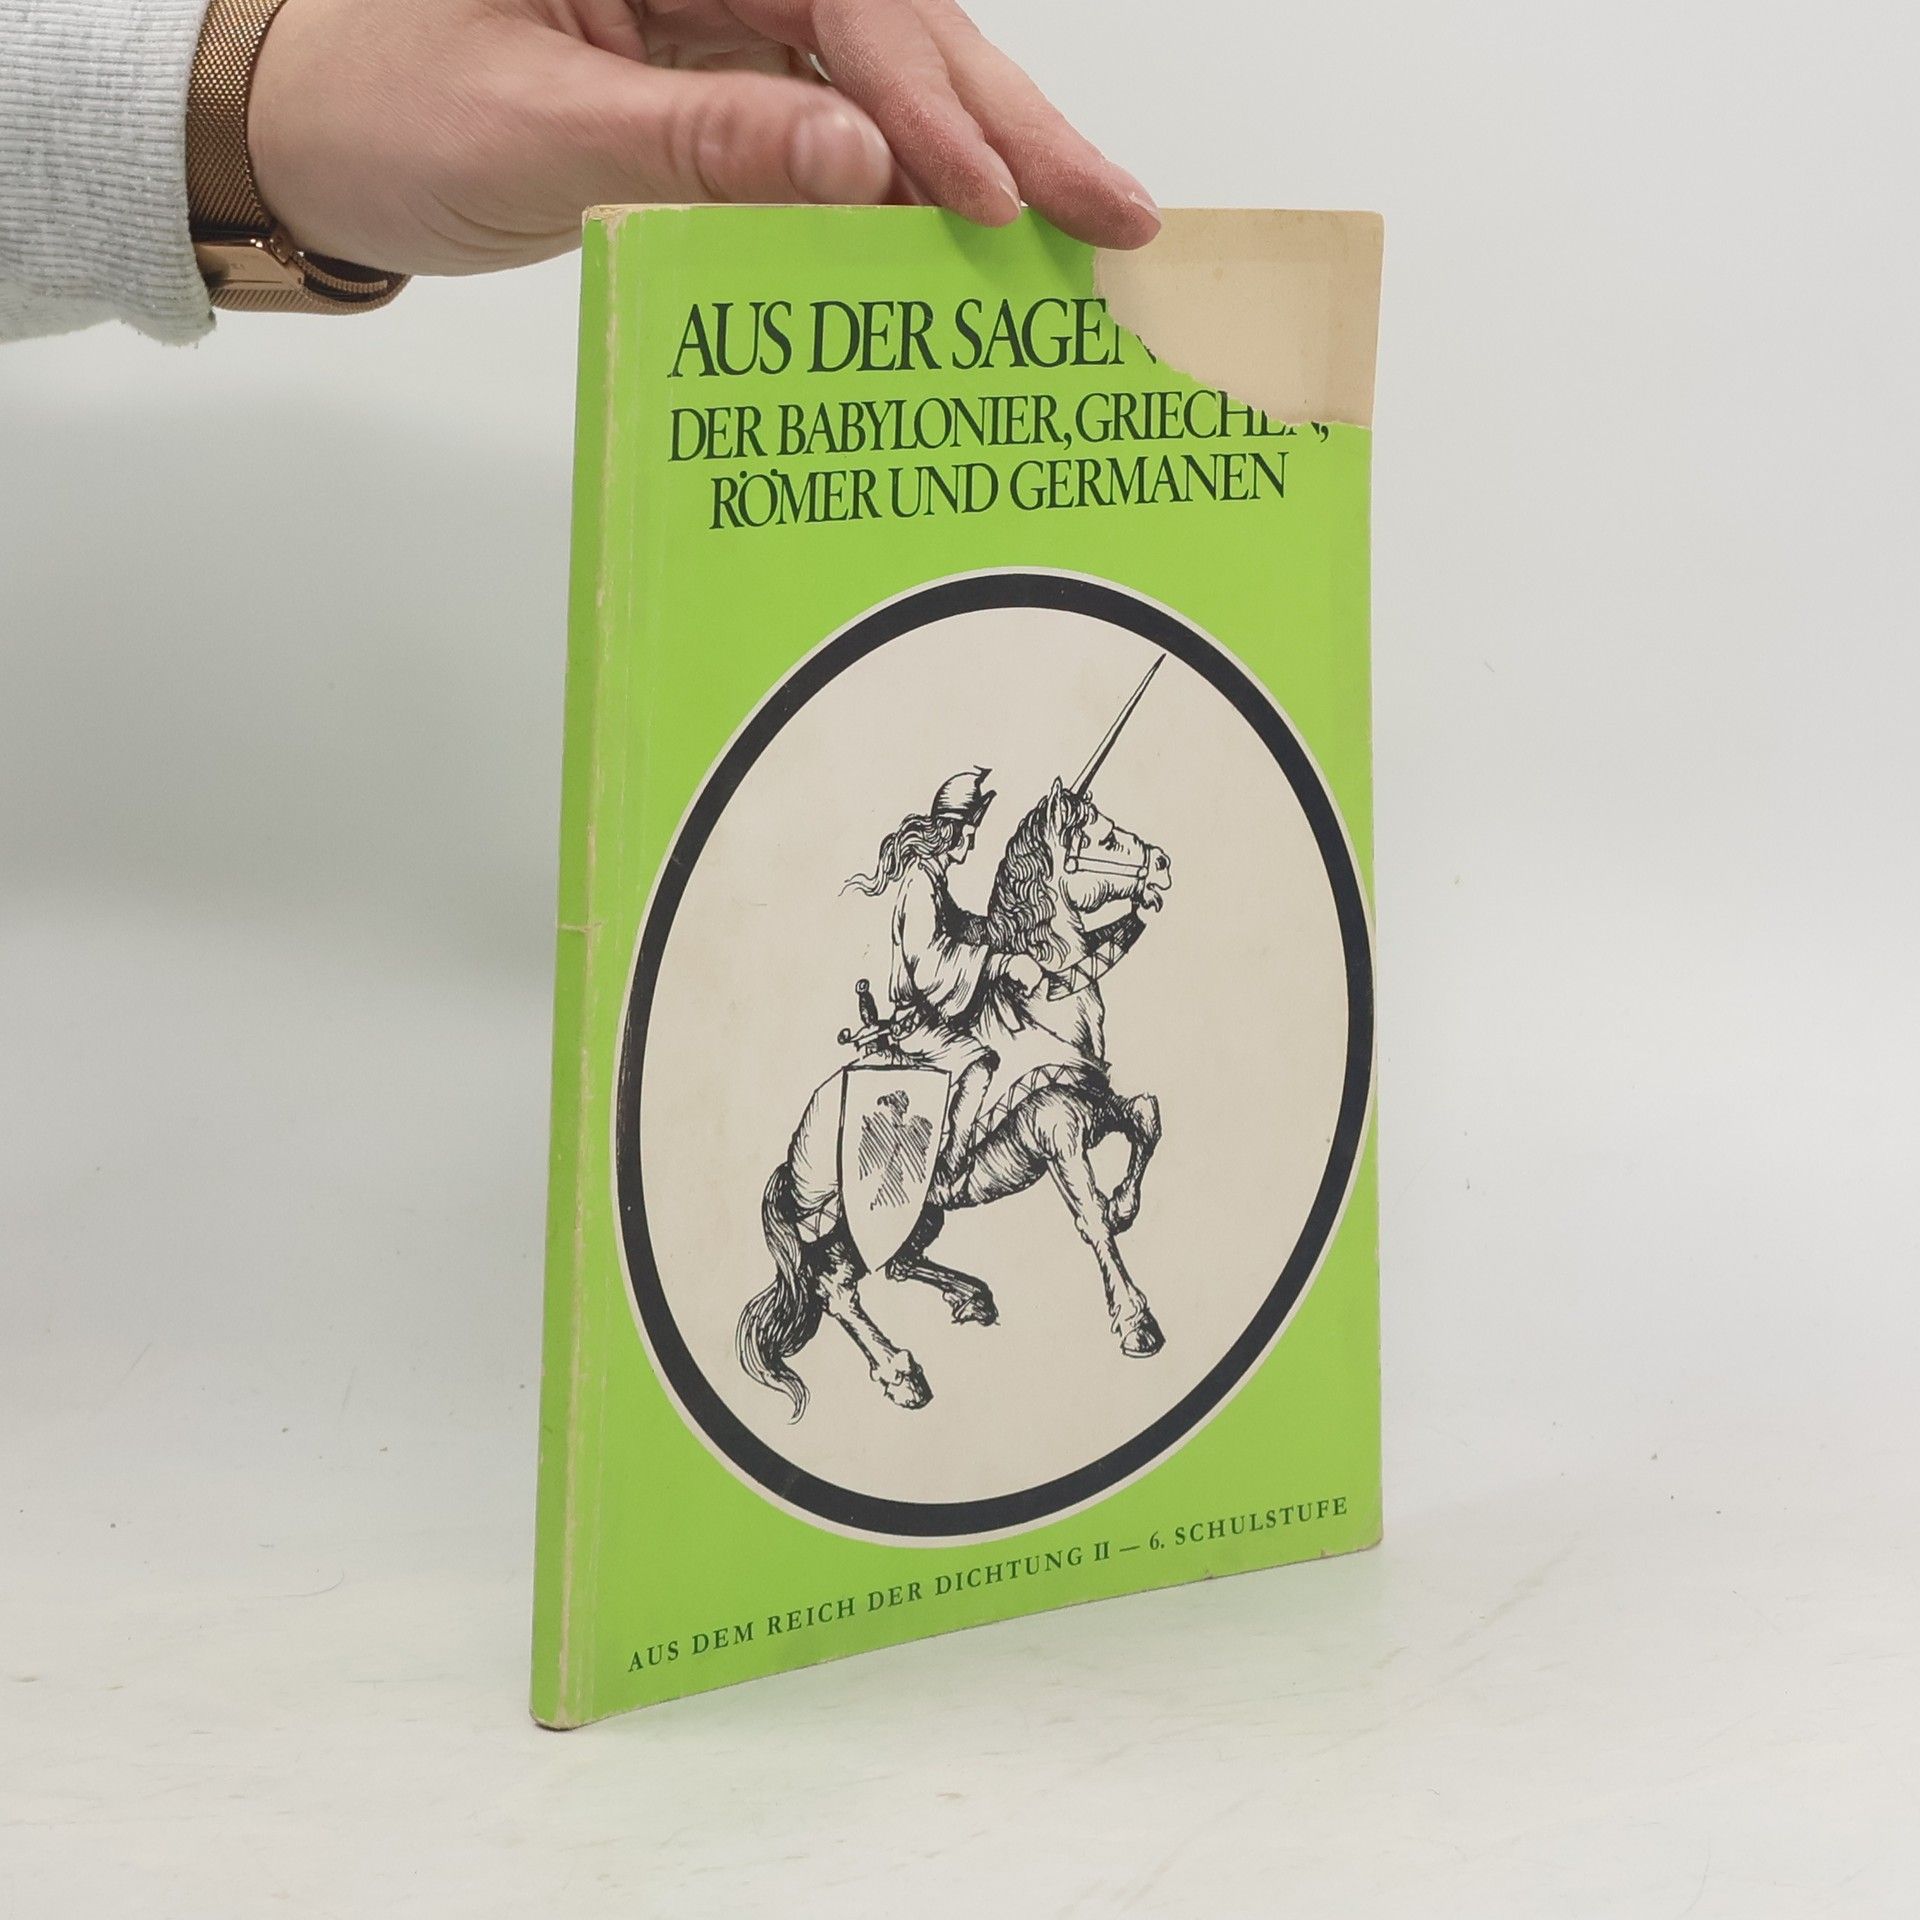 AUS DER SAGEN
DER BABYLONIER, GRIECHEN,
RÖMER UND GERMANEN
AUS DEM REICH DER DICHTUNG II — 6. SCHULSTUFE